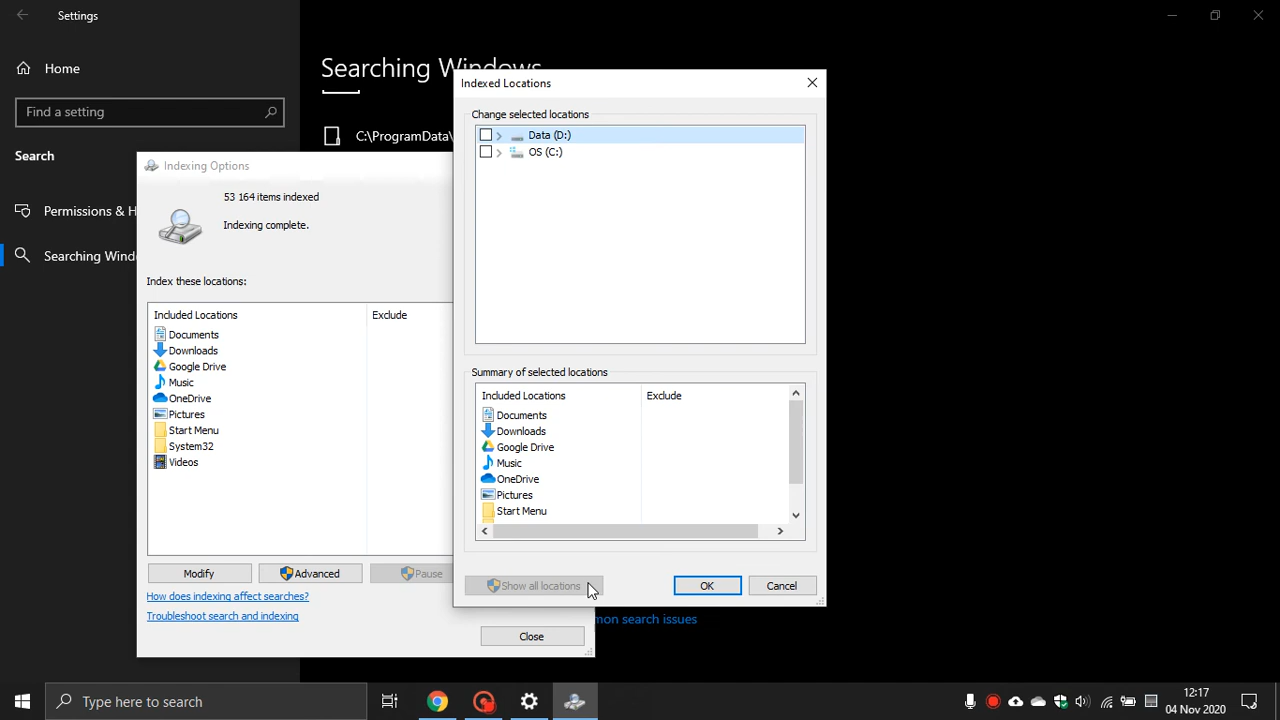 Settings
Home
Find a setting
Search
Permissions & H
Searching Wind
Searching Windows
C:\ProgramData\
Indexing Options
53 164 items indexed
Indexing complete.
Index these locations:
Included Locations
Exclude
Documents
Downloads
Google Drive
Music
OneDrive
Pictures
Start Menu
System32
Videos
Modify
Advanced
Pause
How does indexing affect searches?
Troubleshoot search and indexing
Close
mon search issues
Indexed Locations
Change selected locations
Data (D:)
OS (C:)
Summary of selected locations
Included Locations
Exclude
Documents
Downloads
Google Drive
Music
OneDrive
Pictures
Start Menu
Show all locations
OK
Cancel
Type here to search
12:17
04 Nov 2020